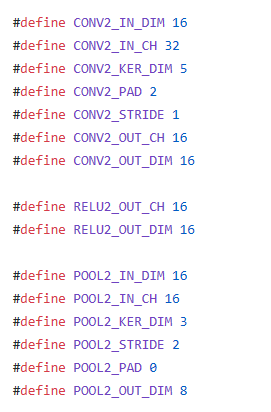 #define CONV2_IN_DIM 16
#define CONV2_IN_CH 32
#define CONV2_KER_DIM 5
#define CONV2_PAD 2
#define CONV2_STRIDE 1
#define CONV2_OUT_CH 16
#define CONV2_OUT_DIM 16

#define RELU2_OUT_CH 16
#define RELU2_OUT_DIM 16

#define POOL2_IN_DIM 16
#define POOL2_IN_CH 16
#define POOL2_KER_DIM 3
#define POOL2_STRIDE 2
#define POOL2_PAD 0
#define POOL2_OUT_DIM 8